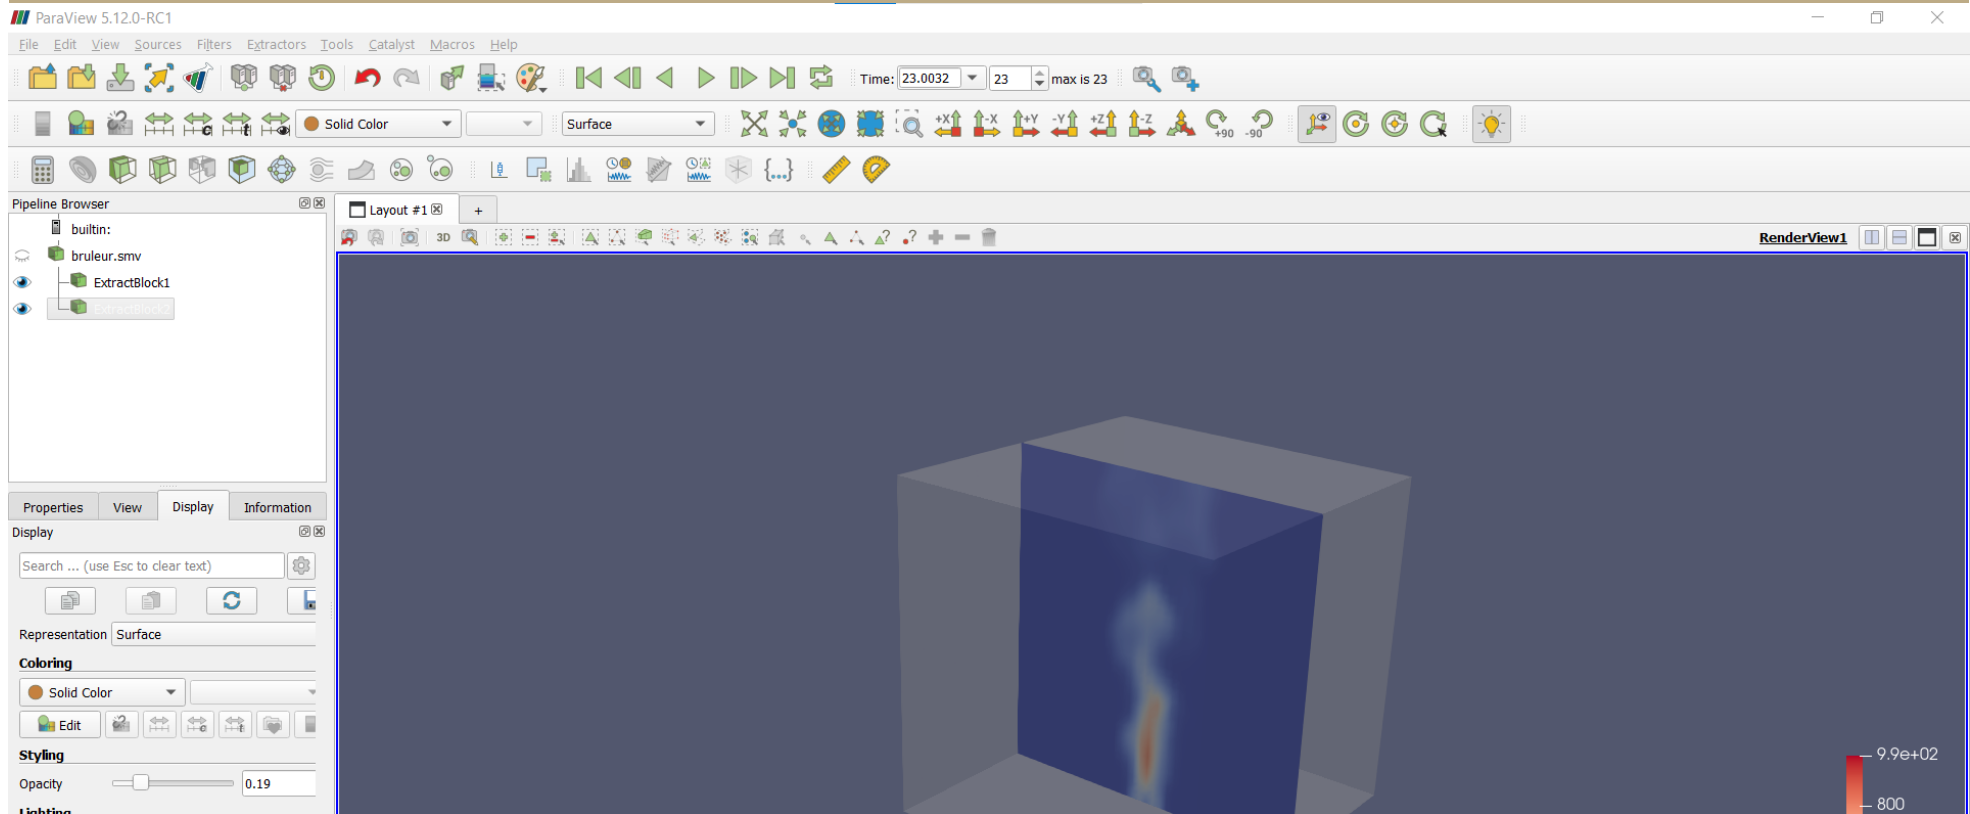 ParaView 5.12.0-RC1
File Edit View Sources Filters Extractors Tools Catalyst Macros Help
Time: 23.0032 23 max is 23
Solid Color Surface +X -X +Y -Y +Z -Z +90 -90
Pipeline Browser
Layout #1 +
builtin:
3D
RenderView1
bruleur.smv
ExtractBlock1
ExtractBlock2
Properties View Display Information
Display
Search ... (use Esc to clear text)
Representation Surface
Coloring
Solid Color
Edit
Styling
Opacity 0.19
Lighting
9.9e+02
800